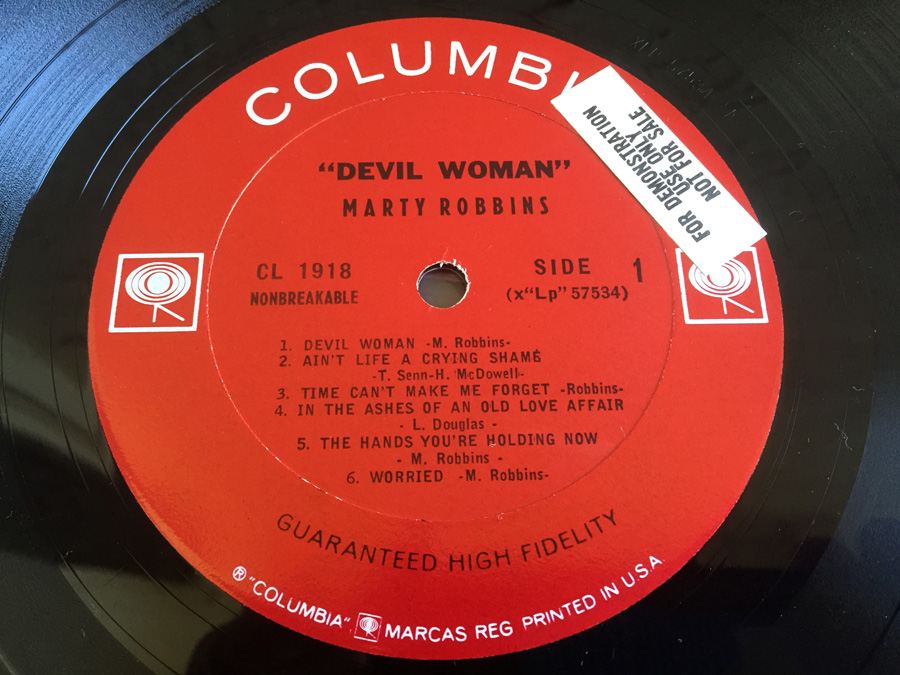 COLUMBI
FOR DEMONSTRATION
USE ONLY
NOT FOR SALE
"DEVIL WOMAN"
MARTY ROBBINS
CL 1918
NONBREAKABLE
SIDE 1
(x"Lp" 57534)
1. DEVIL WOMAN -M. Robbins-
2. AIN'T LIFE A CRYING SHAME
-T. Senn-H. McDowell-
3. TIME CAN'T MAKE ME FORGET -Robbins-
4. IN THE ASHES OF AN OLD LOVE AFFAIR
- L. Douglas -
5. THE HANDS YOU'RE HOLDING NOW
- M. Robbins -
6. WORRIED -M. Robbins-
GUARANTEED HIGH FIDELITY
® "COLUMBIA" MARCAS REG PRINTED IN U.S.A.